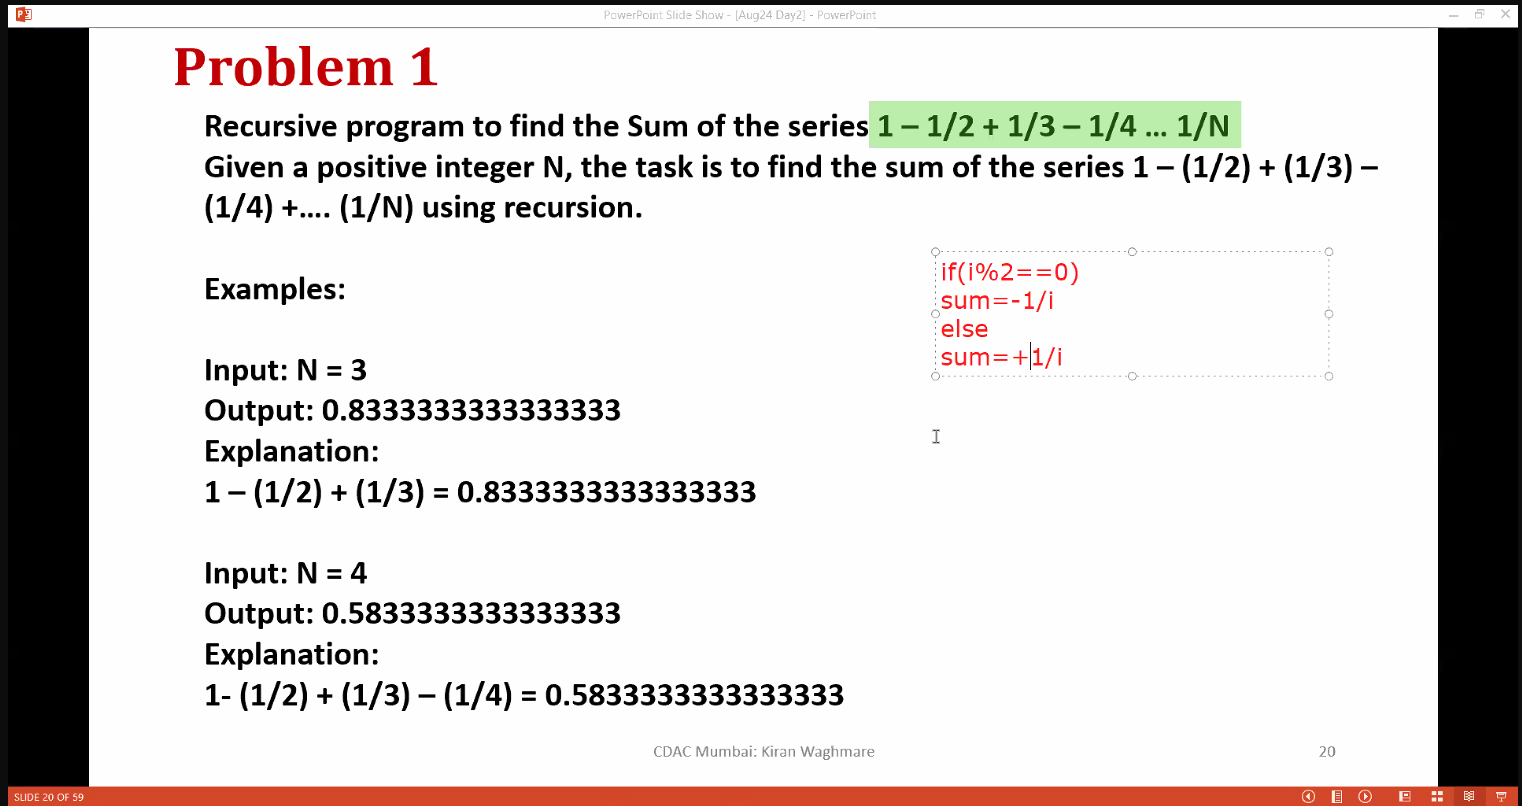 PowerPoint Slide Show - [Aug24 Day2] - PowerPoint
Problem 1
Recursive program to find the Sum of the series 1 – 1/2 + 1/3 – 1/4 … 1/N
Given a positive integer N, the task is to find the sum of the series 1 – (1/2) + (1/3) –
(1/4) +…. (1/N) using recursion.
if(i%2==0)
sum=-1/i
else
sum=+1/i
Examples:
Input: N = 3
Output: 0.8333333333333333
Explanation:
1 – (1/2) + (1/3) = 0.8333333333333333
Input: N = 4
Output: 0.5833333333333333
Explanation:
1- (1/2) + (1/3) – (1/4) = 0.5833333333333333
CDAC Mumbai: Kiran Waghmare
20
SLIDE 20 OF 59